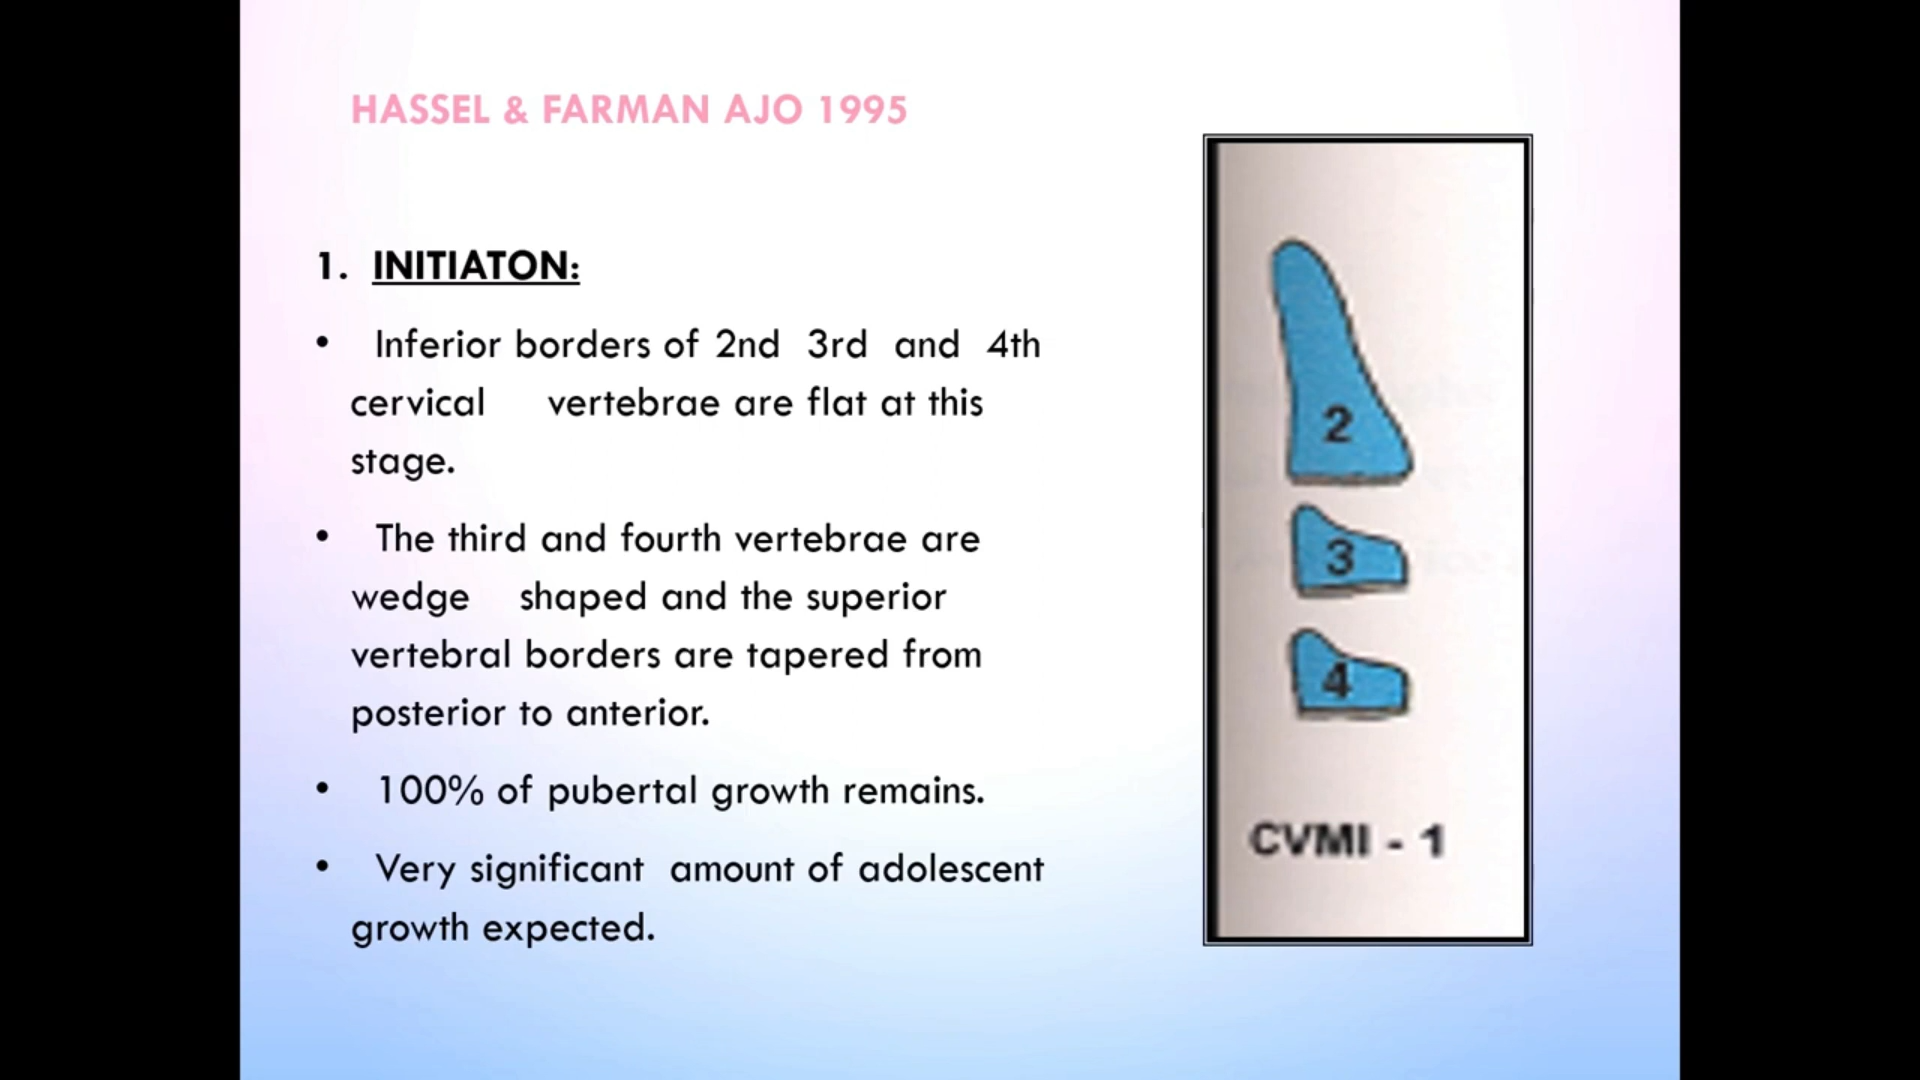 HASSEL & FARMAN AJO 1995
1. INITIATON:
• Inferior borders of 2nd 3rd and 4th
cervical vertebrae are flat at this
stage.
• The third and fourth vertebrae are
wedge shaped and the superior
vertebral borders are tapered from
posterior to anterior.
• 100% of pubertal growth remains.
• Very significant amount of adolescent
growth expected.
2
3
4
CVMI - 1